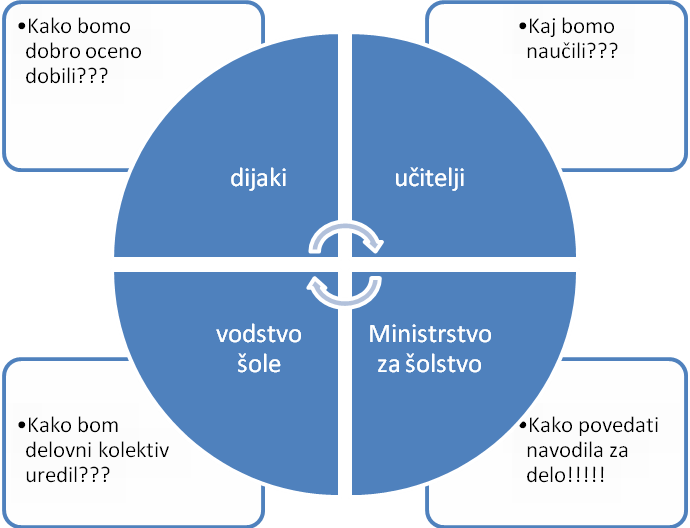 •Kako bomo
dobro oceno
dobili???
•Kaj bomo
naučili???
dijaki
učitelji
vodstvo
šole
Ministrstvo
za šolstvo
•Kako bom
delovni kolektiv
uredil???
•Kako povedati
navodila za
delo!!!!!